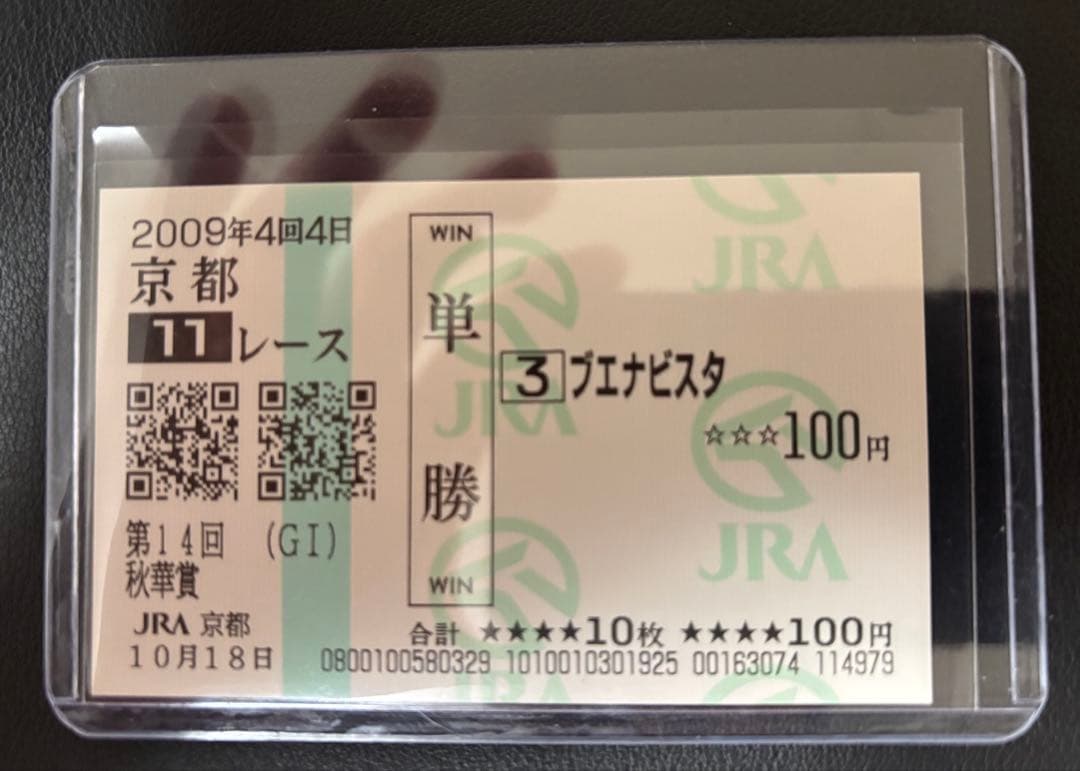 2009年4回4日
京都
11レース
第14回 (GI)
秋華賞
JRA 京都
10月18日
WIN
単勝
WIN
3 ブエナビスタ
☆☆☆100円
合計 ★★★★10枚 ★★★★100円
0800100580329 1010010301925 00163074 114979
JRA
JRA
JRA
JRA